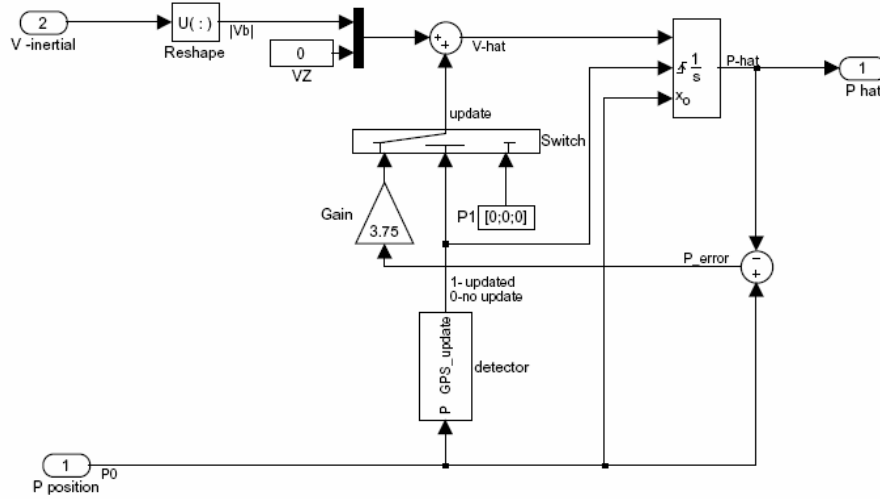 2
V -inertial
U( : )
Reshape
|Vb|
0
VZ
+
+
V-hat
1
s
xo
P-hat
1
P hat
update
Switch
Gain
3.75
P1
[0;0;0]
P_error
−
+
1- updated
0-no update
P GPS_update
detector
1
P position
P0